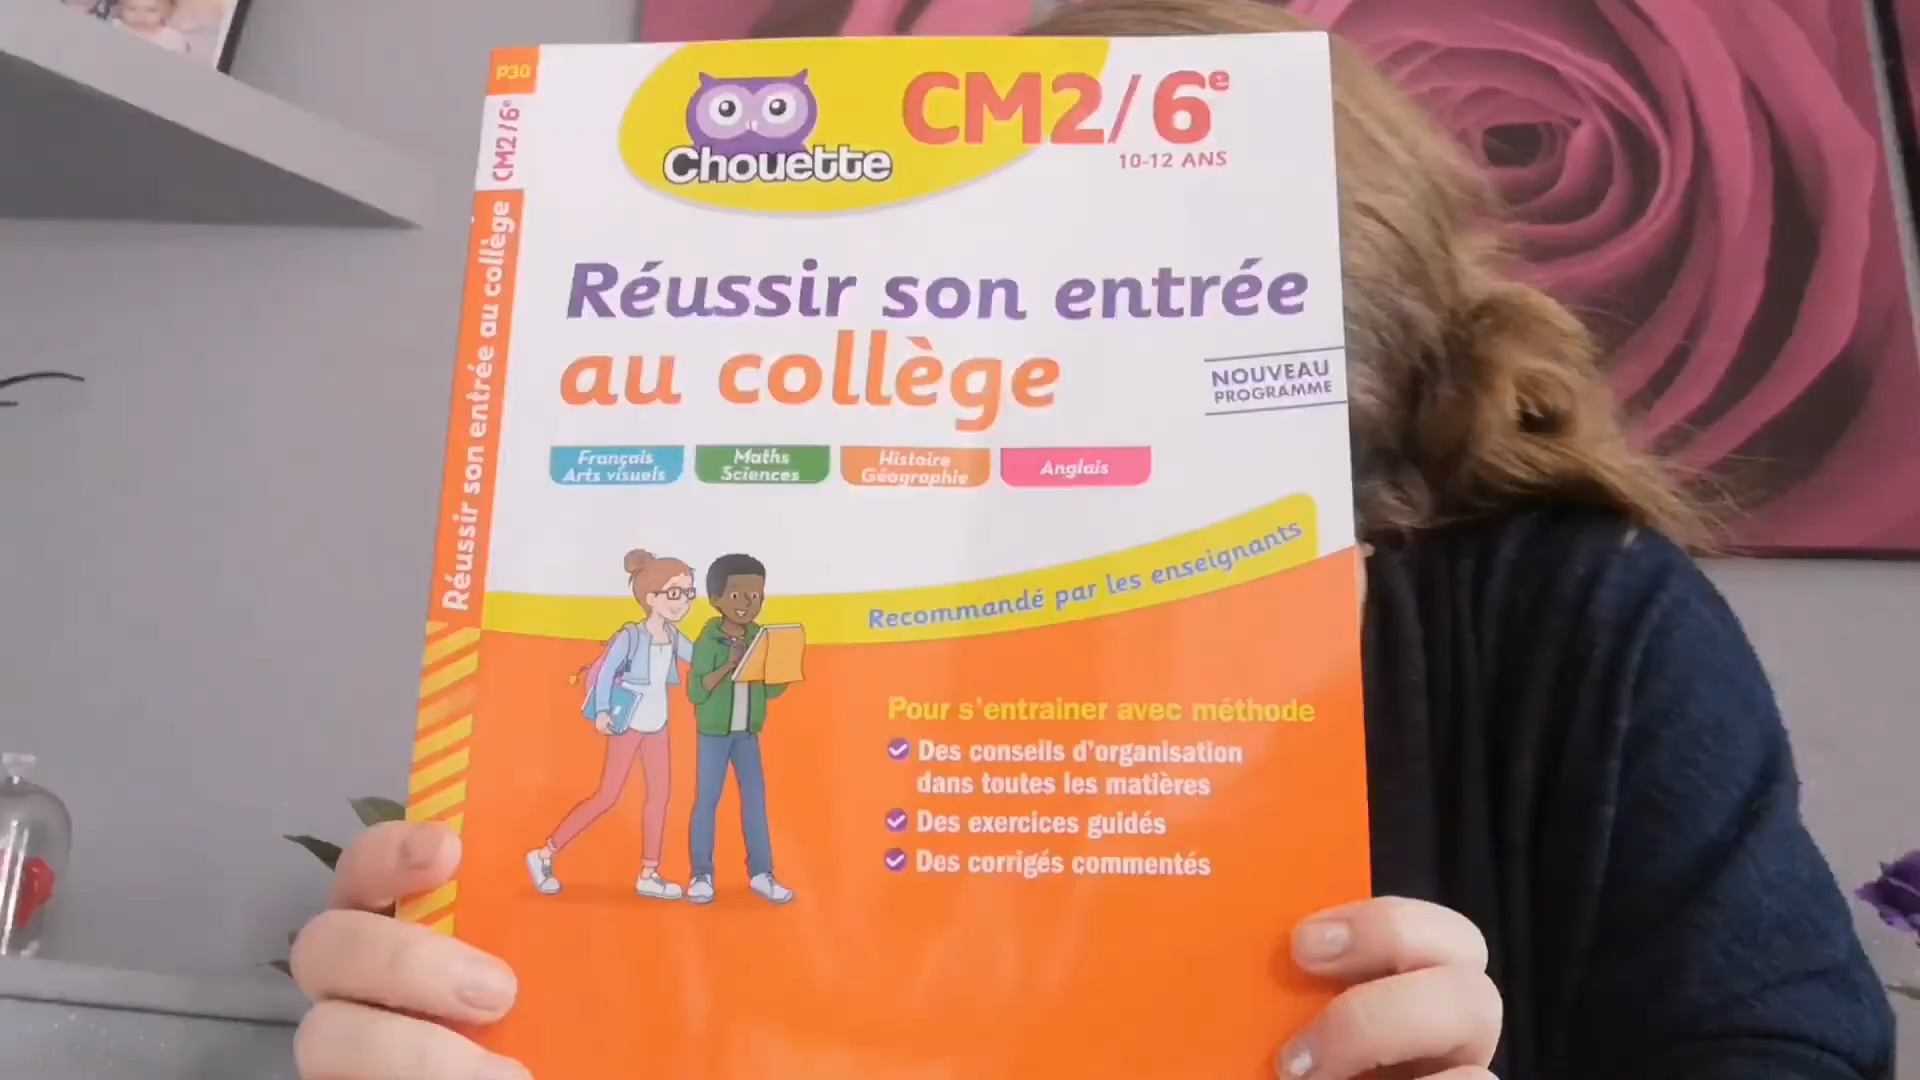 P30
CM2/6e
Réussir son entrée au collège
Chouette
CM2/6e
10-12 ANS
Réussir son entrée
au collège
NOUVEAU
PROGRAMME
Français
Arts visuels
Maths
Sciences
Histoire
Géographie
Anglais
Recommandé par les enseignants
Pour s'entrainer avec méthode
Des conseils d'organisation
dans toutes les matières
Des exercices guidés
Des corrigés commentés